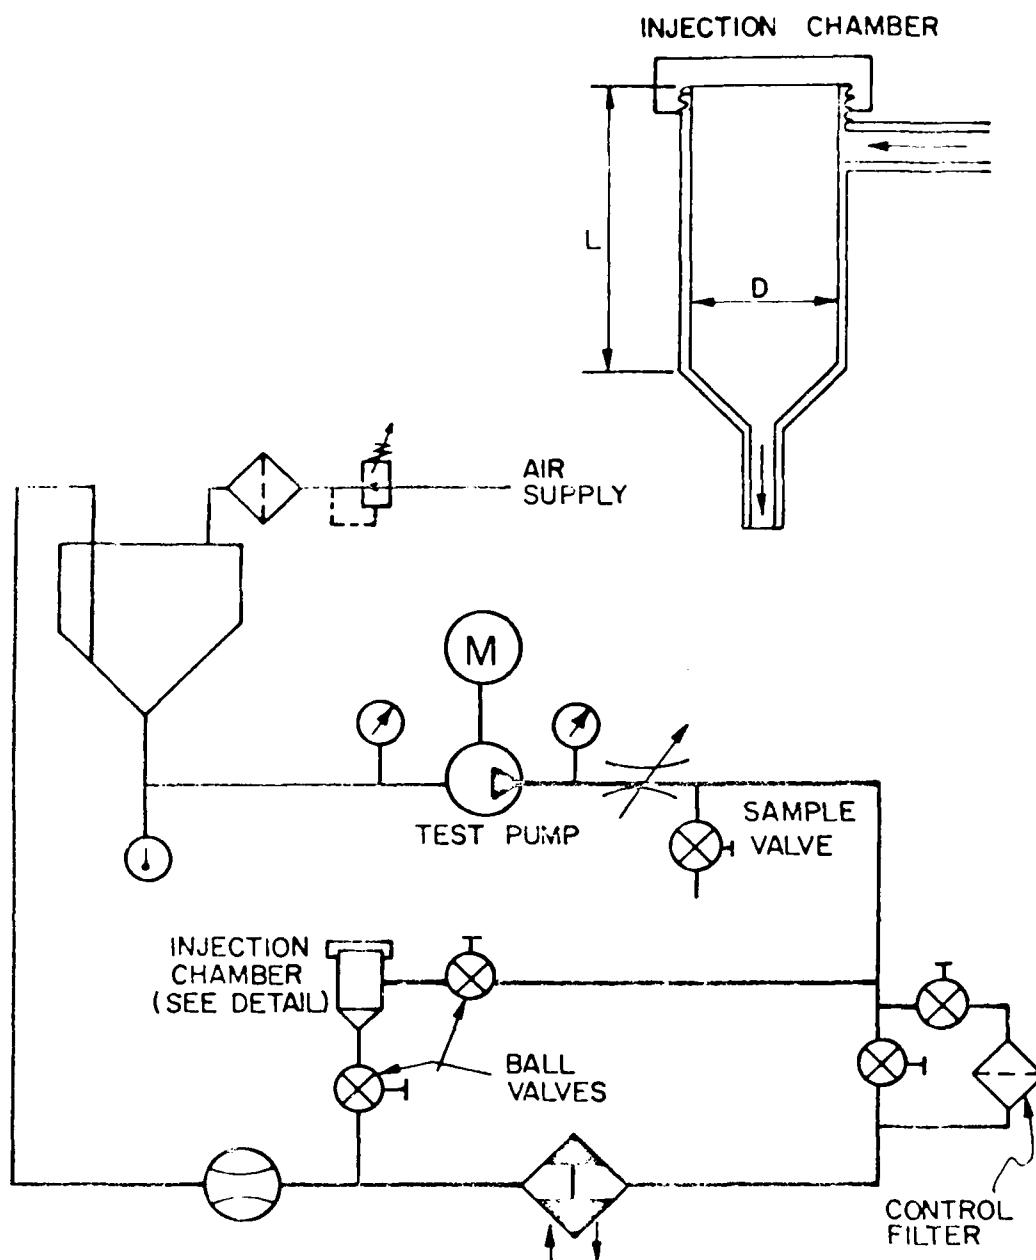 INJECTION CHAMBER
L
D
AIR
SUPPLY
M
TEST PUMP
SAMPLE
VALVE
INJECTION
CHAMBER
(SEE DETAIL)
BALL
VALVES
CONTROL
FILTER